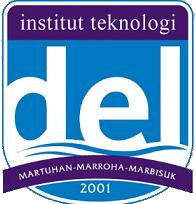 institut teknologi
del
MARTUHAN-MARROHA-MARBISUK
2001